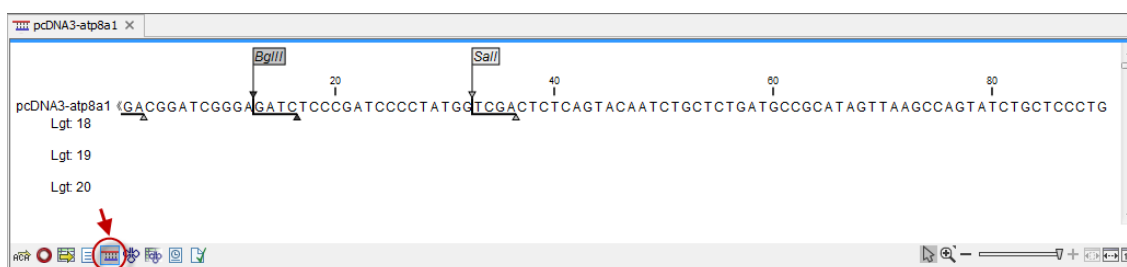 pcDNA3-atp8a1
BglII SalI
20 40 60 80
pcDNA3-atp8a1 GACGGATCGGGAGATCTCCCGATCCCCTATGGTCGACTCTCAGTACAATCTGCTCTGATGCCGCATAGTTAAGCCAGTATCTGCTCCCTG
Lgt: 18
Lgt: 19
Lgt: 20